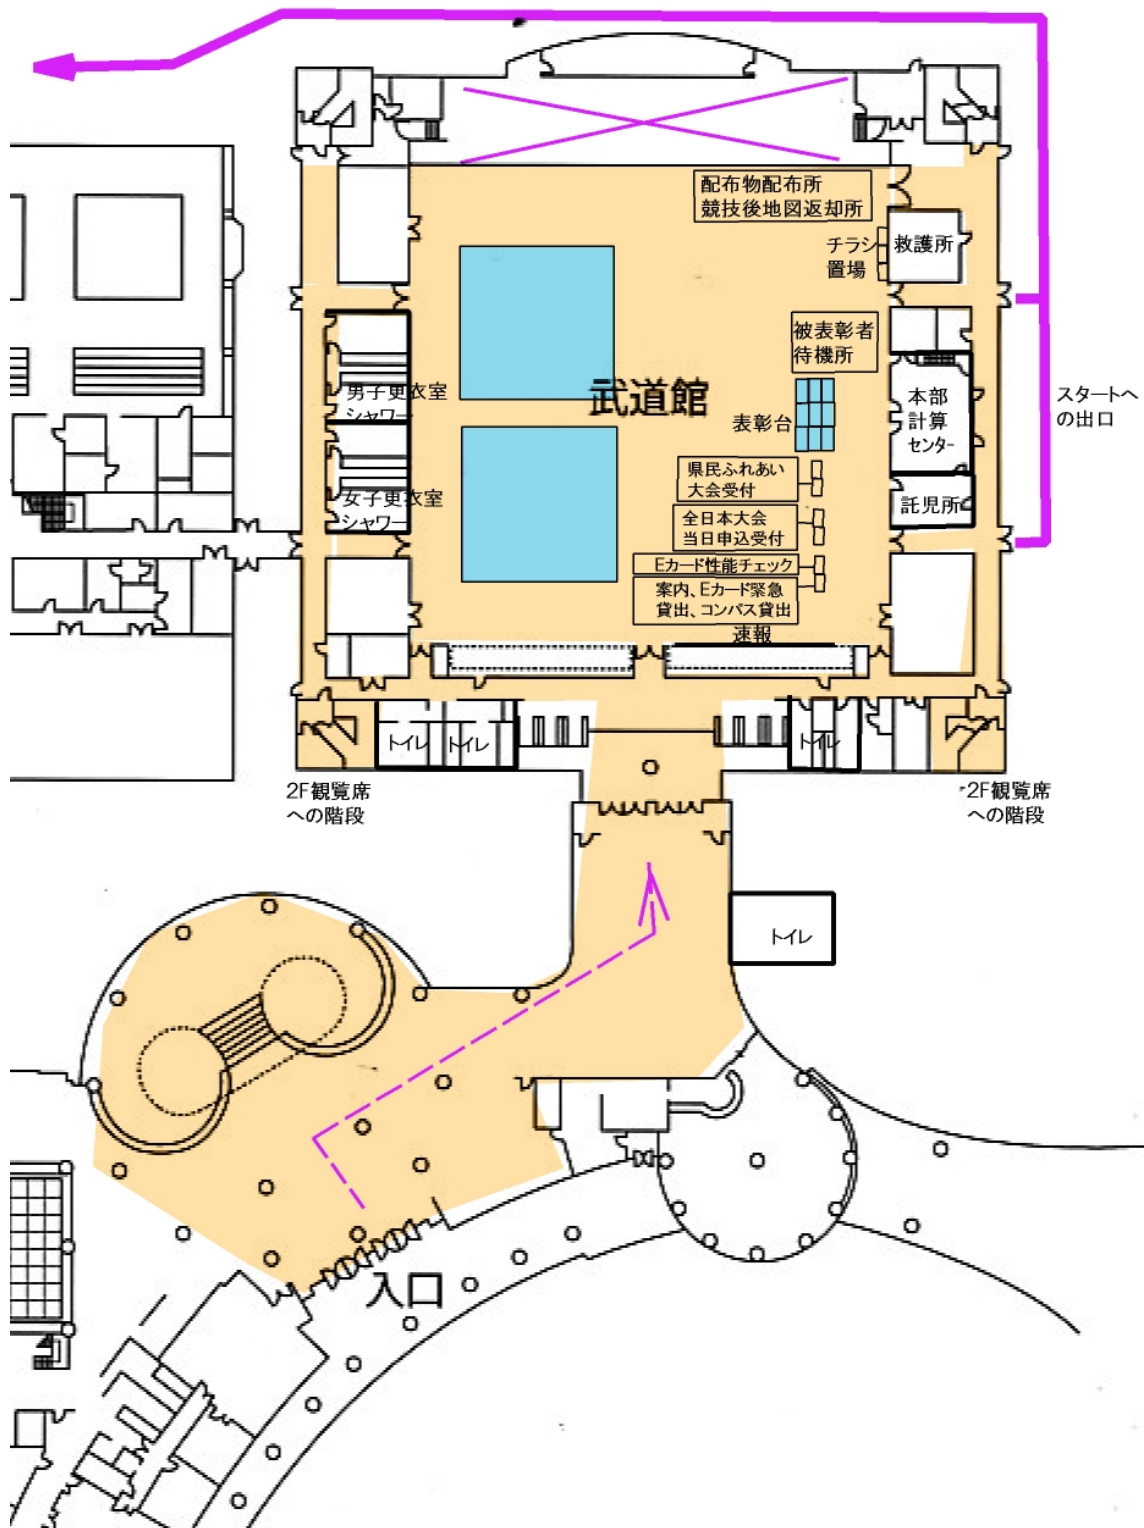 配布物配布所
競技後地図返却所
チラシ
置場
救護所
被表彰者
待機所
武道館
表彰台
本部
計算
センター
スタートへ
の出口
男子更衣室
シャワー
県民ふれあい
大会受付
託児所
女子更衣室
シャワー
全日本大会
当日申込受付
Eカード性能チェック
案内、Eカード緊急
貸出、コンパス貸出
速報
トイレ
トイレ
トイレ
2F観覧席
への階段
2F観覧席
への階段
トイレ
入口